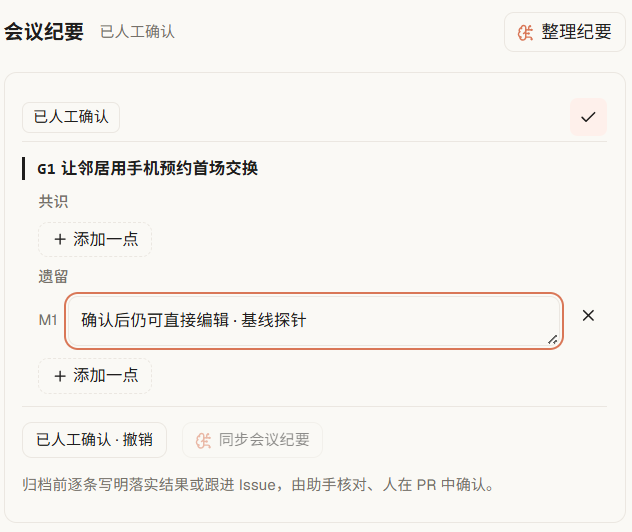 会议纪要 已人工确认 整理纪要
已人工确认
G1 让邻居用手机预约首场交换
共识
+ 添加一点
遗留
M1 确认后仍可直接编辑 · 基线探针
+ 添加一点
已人工确认 · 撤销 同步会议纪要
归档前逐条写明落实结果或跟进 Issue，由助手核对、人在 PR 中确认。